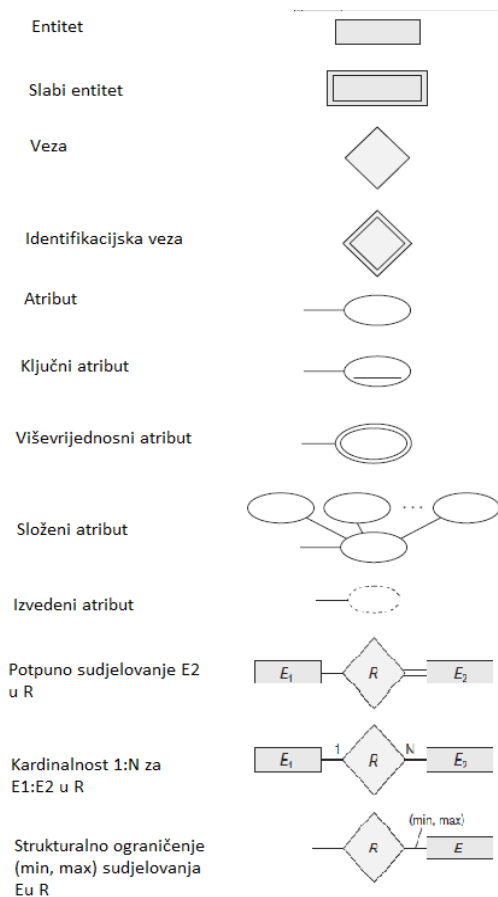 Entitet
Slabi entitet
Veza
Identifikacijska veza
Atribut
Ključni atribut
Viševrijednosni atribut
...
Složeni atribut
Izvedeni atribut
Potpuno sudjelovanje E2
u R
E₁ R E₂
Kardinalnost 1:N za
E1:E2 u R
E₁ 1 R N E₂
Strukturalno ograničenje
(min, max) sudjelovanja
Eu R
(min, max)
R E